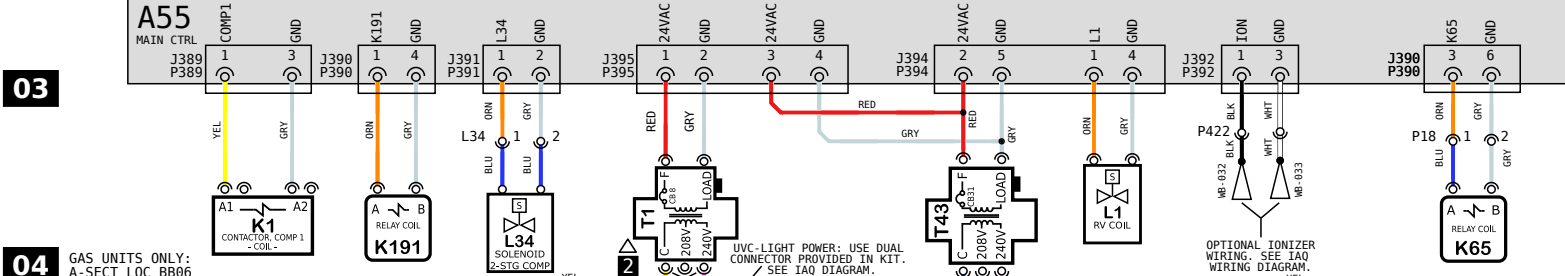 A55
MAIN CTRL
COMP1 GND K191 GND L34 GND 24VAC GND 24VAC GND 24VAC GND L1 GND ION GND K65 GND
J389 1 3 J390 1 4 J391 1 2 J395 1 2 3 4 J394 2 5 1 4 J392 1 3 J390 3 6
P389 P390 P391 P395 P394 P392 P390
03
YEL GRY ORN GRY ORN GRY RED GRY RED GRY RED GRY ORN GRY BLK WHT ORN GRY
L34 1 2 P422 P18 1 2
BLU BLU BLK WHT BLU GRY
WB-032 WB-033
A1 A2
K1
CONTACTOR, COMP 1
- COIL -
A B
RELAY COIL
K191
S
L34
SOLENOID
2-STG COMP
F LOAD
CB8
T1
C 208V 240V
2
UVC-LIGHT POWER: USE DUAL
CONNECTOR PROVIDED IN KIT.
SEE IAQ DIAGRAM.
F LOAD
CB31
T43
C 208V 240V
S
L1
RV COIL
OPTIONAL IONIZER
WIRING. SEE IAQ
WIRING DIAGRAM.
A B
RELAY COIL
K65
04
GAS UNITS ONLY:
A-SECT LOC BB06